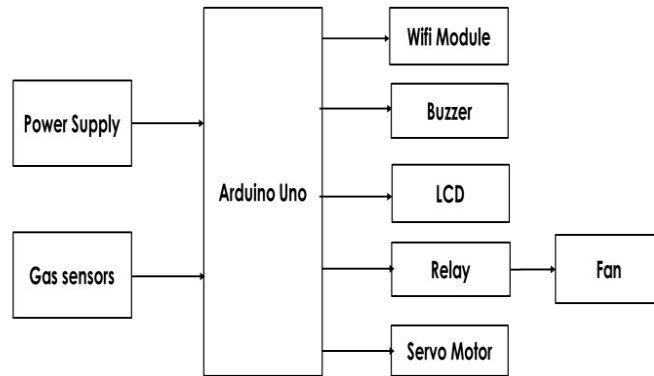 Wifi Module
Power Supply
Buzzer
Arduino Uno
LCD
Gas sensors
Relay
Fan
Servo Motor